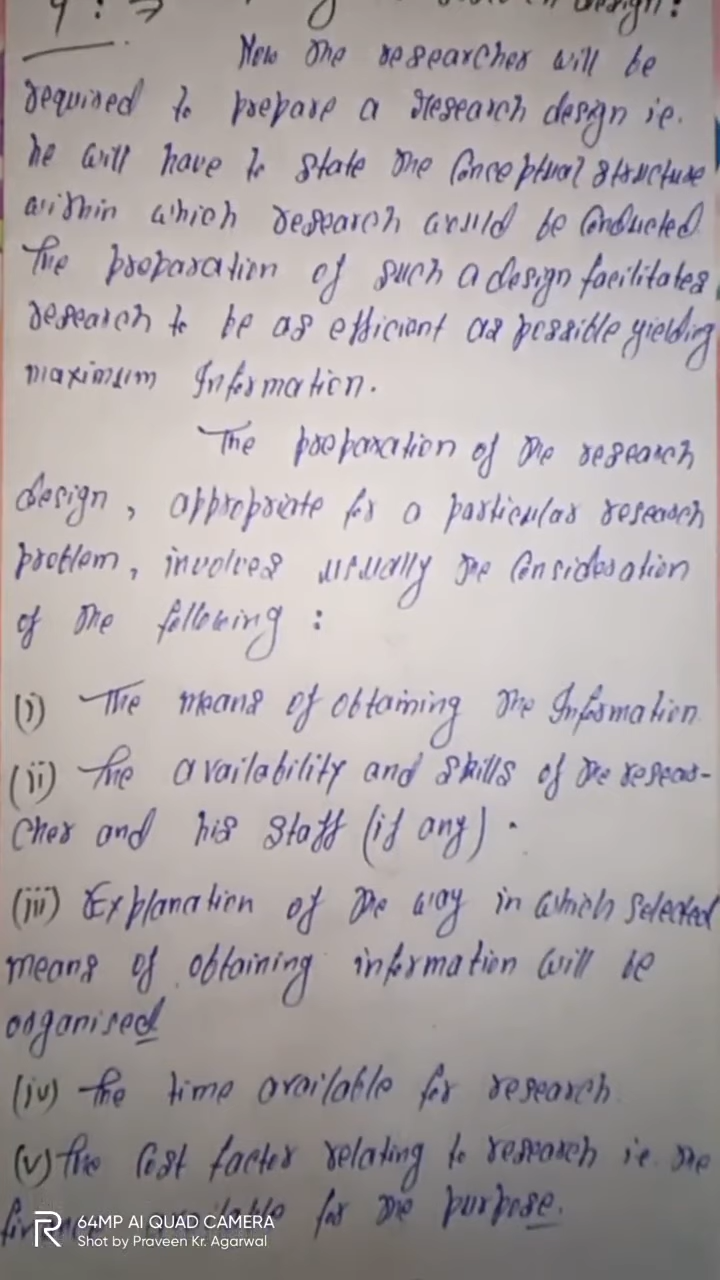 4 : → design :
Now the researcher will be
required to prepare a research design i.e.
he will have to state the conceptual structure
within which research would be conducted.
The preparation of such a design facilitates
research to be as efficient as possible yielding
maximum Information.
The preparation of the research
design, appropriate for a particular research
problem, involves usually the consideration
of the following :
(i) The means of obtaining the Information
(ii) The availability and skills of the resear-
cher and his staff (if any).
(iii) Explanation of the way in which selected
means of obtaining information will be
organised
(iv) The time available for research.
(v) The cost factor relating to research i.e. the
available for the purpose.
64MP AI QUAD CAMERA
Shot by Praveen Kr. Agarwal